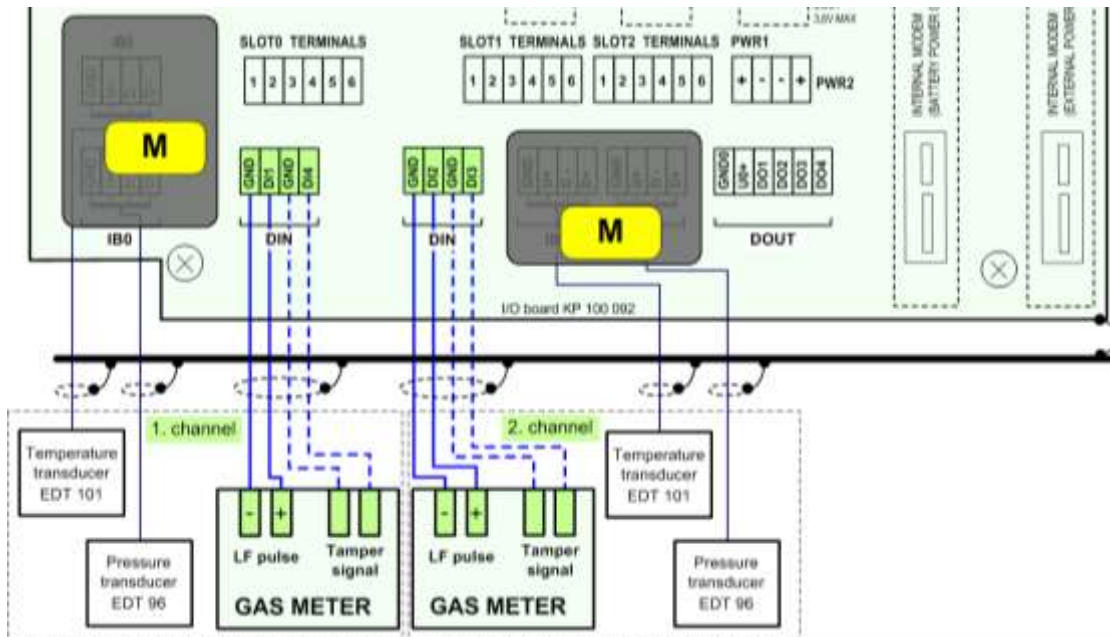 3,6V MAX
SLOT0 TERMINALS
SLOT1 TERMINALS
SLOT2 TERMINALS
PWR1
1 2 3 4 5 6
1 2 3 4 5 6
1 2 3 4 5 6
+ - - +
PWR2
INTERNAL MODEM
(BATTERY POWER
INTERNAL MODEM
(EXTERNAL POWER
M
GND DI1 GND DI4
GND DI2 GND DI3
M
GND0 U0+ DO1 DO2 DO3 DO4
IB0
DIN
DIN
DOUT
I/O board KP 100 092
1. channel
2. channel
Temperature
transducer
EDT 101
Pressure
transducer
EDT 96
- +
LF pulse
Tamper
signal
GAS METER
- +
LF pulse
Tamper
signal
GAS METER
Temperature
transducer
EDT 101
Pressure
transducer
EDT 96